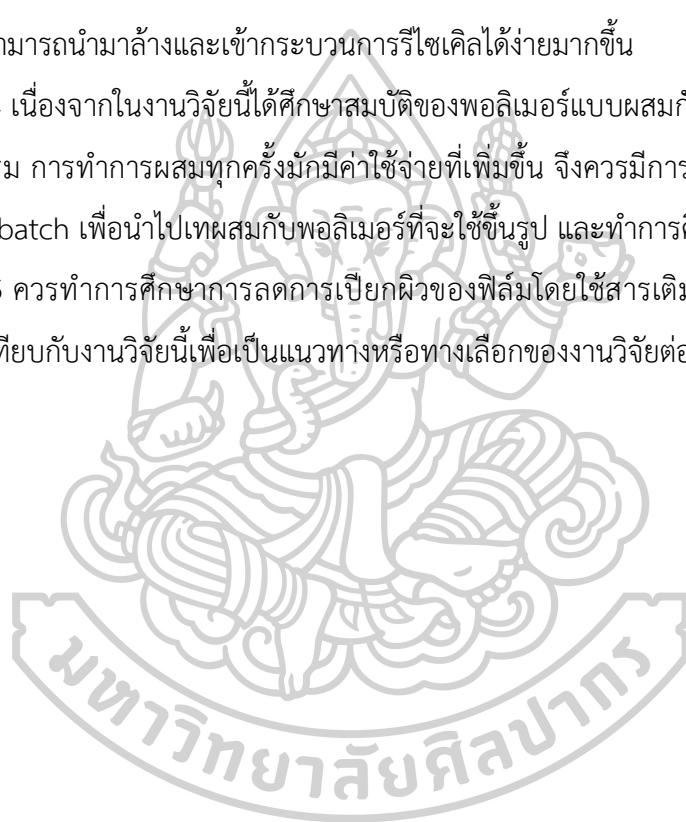 ามารถนำมาล้างและเข้ากระบวนการรีไซเคิลได้ง่ายมากขึ้น
เนื่องจากในงานวิจัยนี้ได้ศึกษาสมบัติของพอลิเมอร์แบบผสมก
ม การทำการผสมทุกครั้งมักมีค่าใช้จ่ายที่เพิ่มขึ้น จึงควรมีการ
batch เพื่อนำไปเทผสมกับพอลิเมอร์ที่จะใช้ขึ้นรูป และทำการ
ควรทำการศึกษาการลดการเปียกผิวของฟิล์มโดยใช้สารเติม
ทียบกับงานวิจัยนี้เพื่อเป็นแนวทางหรือทางเลือกของงานวิจัยต่อ
มหาวิทยาลัยศิลปากร